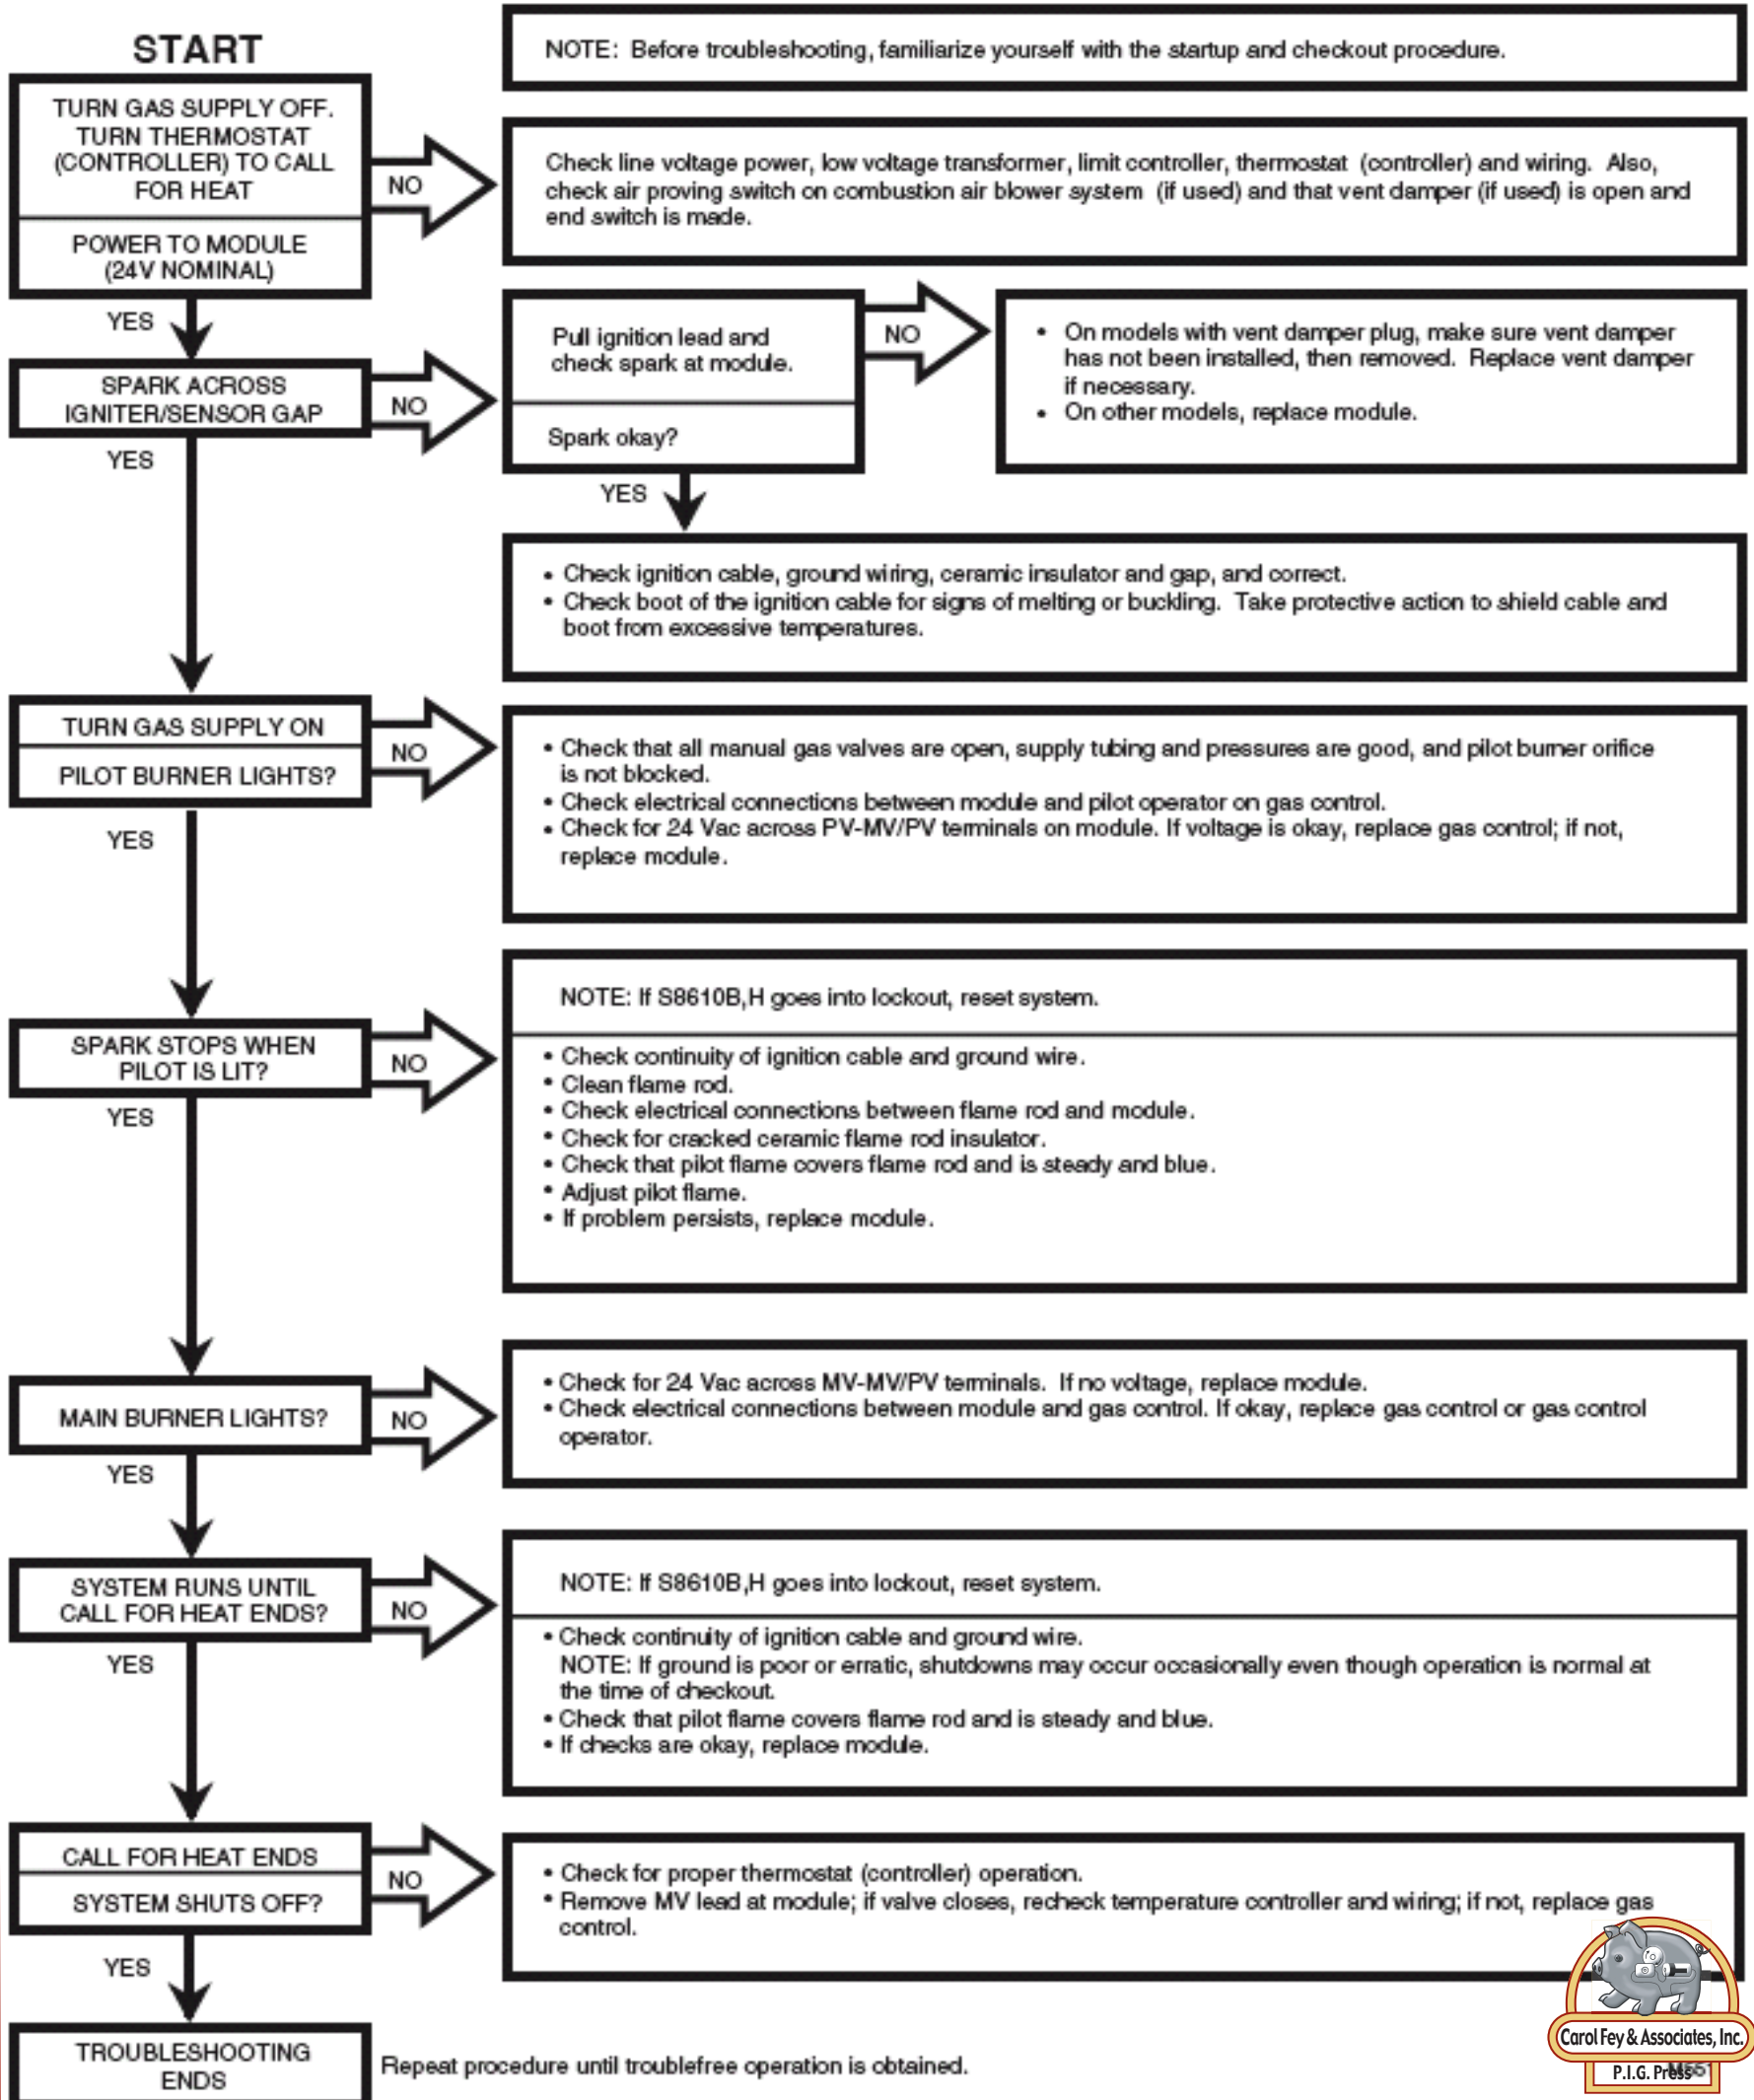 START
NOTE: Before troubleshooting, familiarize yourself with the startup and checkout procedure.
TURN GAS SUPPLY OFF.
TURN THERMOSTAT
(CONTROLLER) TO CALL
FOR HEAT
POWER TO MODULE
(24V NOMINAL)
NO
Check line voltage power, low voltage transformer, limit controller, thermostat (controller) and wiring. Also,
check air proving switch on combustion air blower system (if used) and that vent damper (if used) is open and
end switch is made.
YES
SPARK ACROSS
IGNITER/SENSOR GAP
NO
Pull ignition lead and
check spark at module.
Spark okay?
NO
• On models with vent damper plug, make sure vent damper
has not been installed, then removed. Replace vent damper
if necessary.
• On other models, replace module.
YES
YES
• Check ignition cable, ground wiring, ceramic insulator and gap, and correct.
• Check boot of the ignition cable for signs of melting or buckling. Take protective action to shield cable and
boot from excessive temperatures.
TURN GAS SUPPLY ON
PILOT BURNER LIGHTS?
NO
• Check that all manual gas valves are open, supply tubing and pressures are good, and pilot burner orifice
is not blocked.
• Check electrical connections between module and pilot operator on gas control.
• Check for 24 Vac across PV-MV/PV terminals on module. If voltage is okay, replace gas control; if not,
replace module.
YES
SPARK STOPS WHEN
PILOT IS LIT?
NO
NOTE: If S8610B,H goes into lockout, reset system.
• Check continuity of ignition cable and ground wire.
• Clean flame rod.
• Check electrical connections between flame rod and module.
• Check for cracked ceramic flame rod insulator.
• Check that pilot flame covers flame rod and is steady and blue.
• Adjust pilot flame.
• If problem persists, replace module.
YES
MAIN BURNER LIGHTS?
NO
• Check for 24 Vac across MV-MV/PV terminals. If no voltage, replace module.
• Check electrical connections between module and gas control. If okay, replace gas control or gas control
operator.
YES
SYSTEM RUNS UNTIL
CALL FOR HEAT ENDS?
NO
NOTE: If S8610B,H goes into lockout, reset system.
• Check continuity of ignition cable and ground wire.
NOTE: If ground is poor or erratic, shutdowns may occur occasionally even though operation is normal at
the time of checkout.
• Check that pilot flame covers flame rod and is steady and blue.
• If checks are okay, replace module.
YES
CALL FOR HEAT ENDS
SYSTEM SHUTS OFF?
NO
• Check for proper thermostat (controller) operation.
• Remove MV lead at module; if valve closes, recheck temperature controller and wiring; if not, replace gas
control.
YES
TROUBLESHOOTING
ENDS
Repeat procedure until troublefree operation is obtained.
Carol Fey & Associates, Inc.
P.I.G. Press